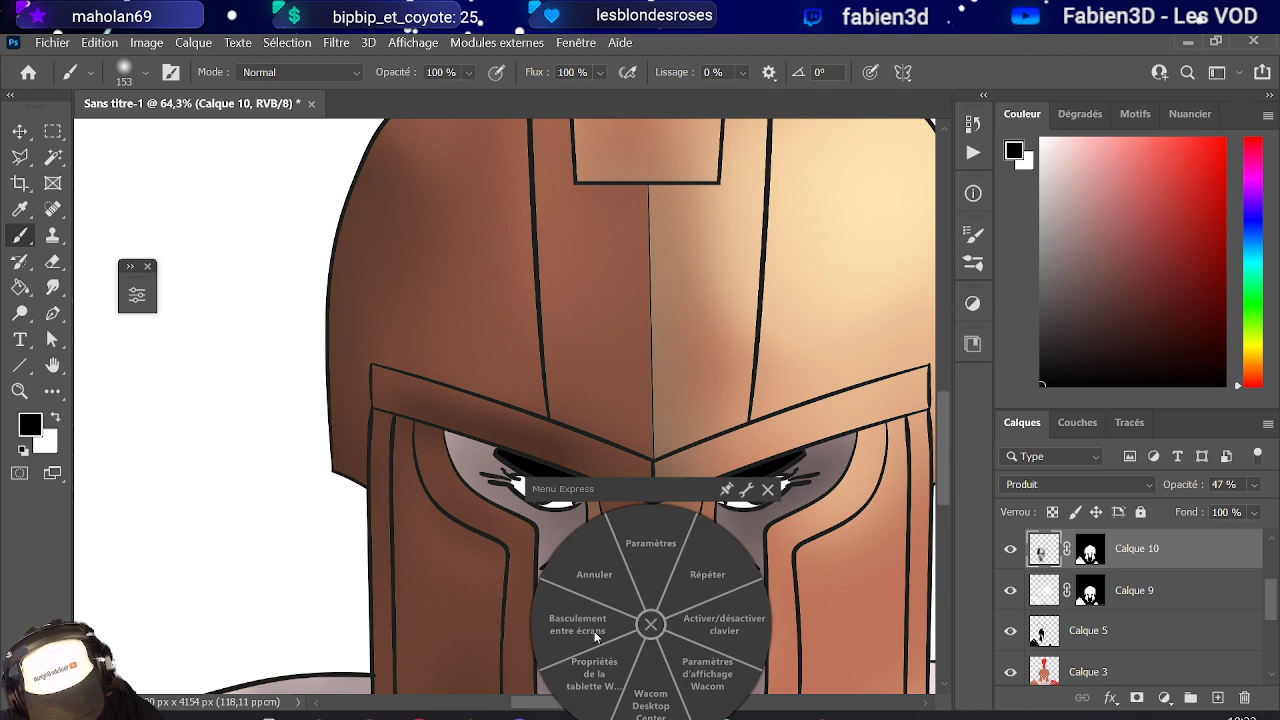 maholan69
bipbip_et_coyote: 25
lesblondesroses
fabien3d
Fabien3D - Les VOD
Ps
Fichier Edition Image Calque Texte Sélection Filtre 3D Affichage Modules externes Fenêtre Aide
153
Mode : Normal
Opacité : 100 %
Flux : 100 %
Lissage : 0 %
0°
Sans titre-1 @ 64,3% (Calque 10, RVB/8) *
Couleur Dégradés Motifs Nuancier
Menu Express
Paramètres
Annuler
Répéter
Basculement
entre écrans
Activer/désactiver
clavier
Propriétés
de la
tablette W...
Paramètres
d'affichage
Wacom
Wacom
Desktop
Center
Calques Couches Tracés
Type
Produit
Opacité : 47 %
Verrou :
Fond : 100 %
Calque 10
Calque 9
Calque 5
Calque 3
px x 4154 px (118,11 ppcm)